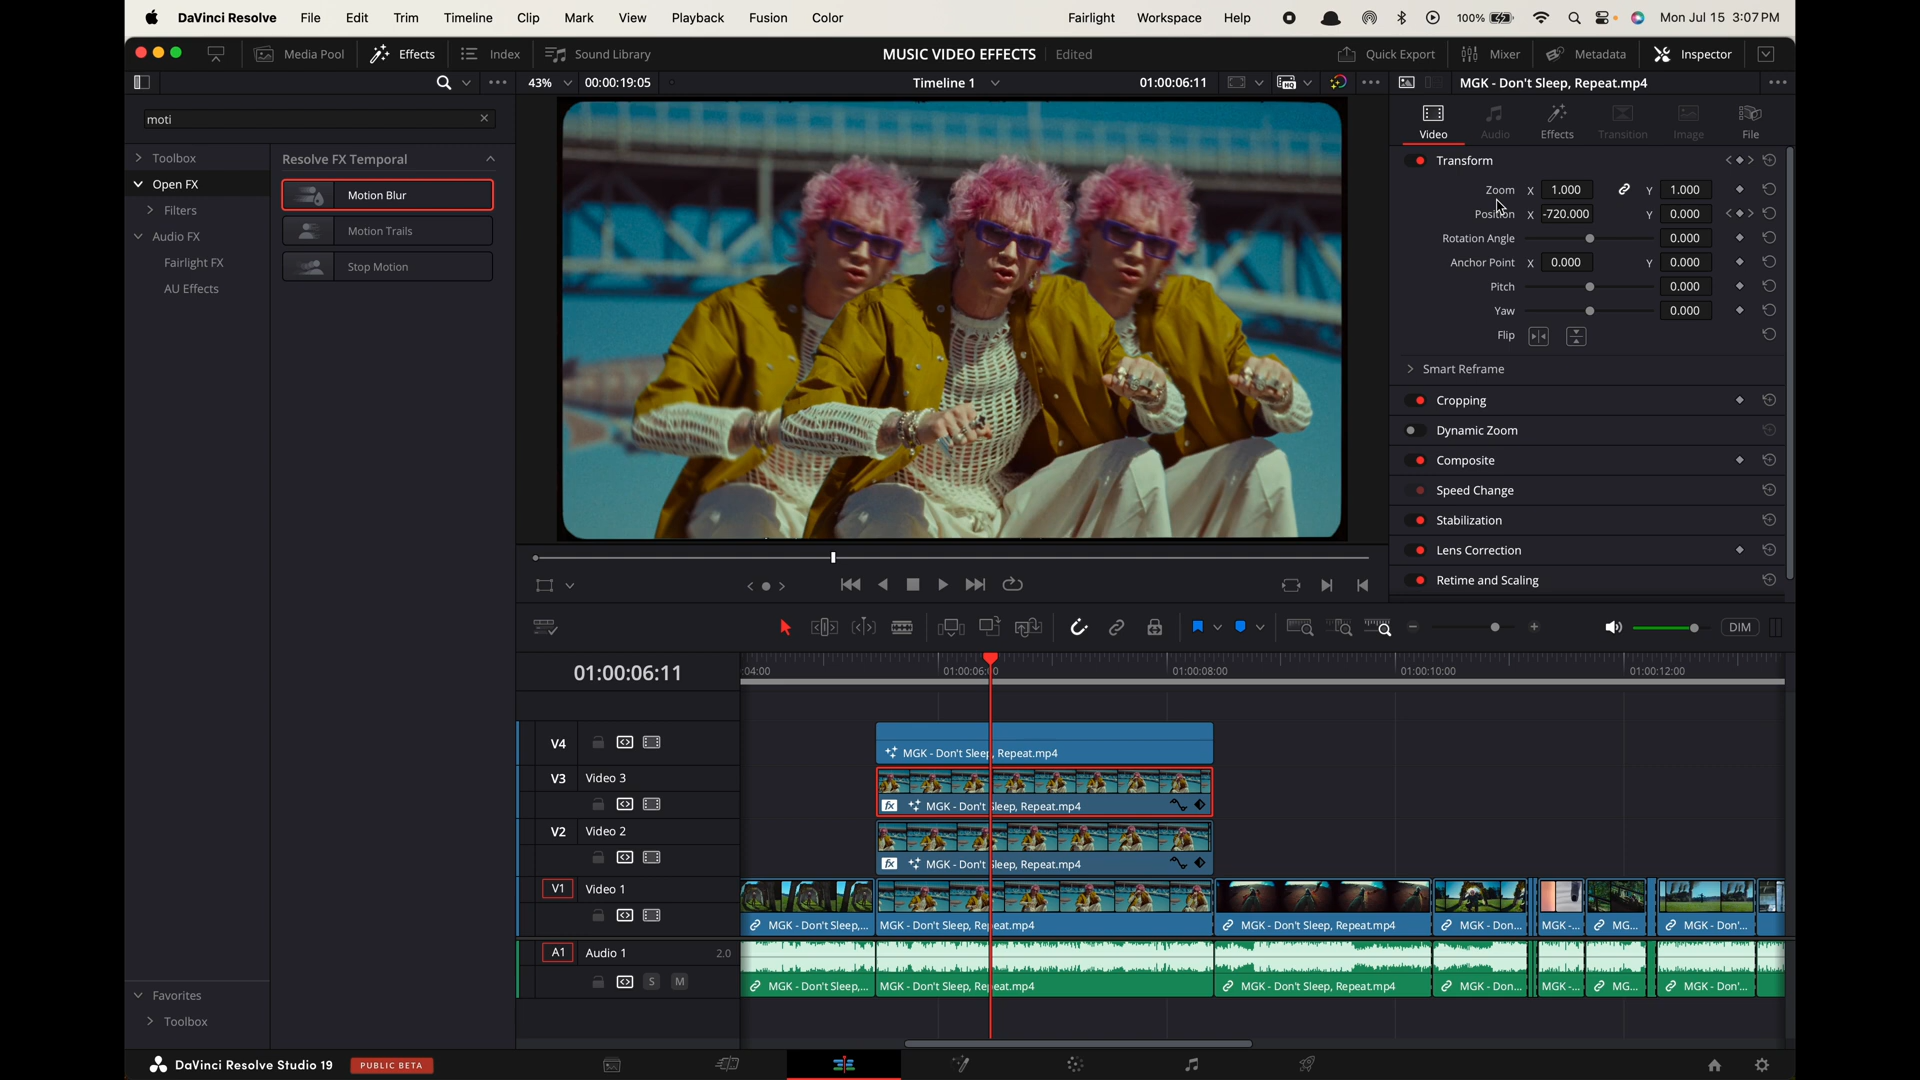 DaVinci Resolve File Edit Trim Timeline Clip Mark View Playback Fusion Color Fairlight Workspace Help 100% Mon Jul 15 3:07 PM
Media Pool Effects Index Sound Library MUSIC VIDEO EFFECTS Edited Quick Export Mixer Metadata Inspector
43% 00:00:19:05 Timeline 1 01:00:06:11 MGK - Don't Sleep, Repeat.mp4
moti
Video Audio Effects Transition Image File
Toolbox
Open FX
Filters
Audio FX
Fairlight FX
AU Effects
Resolve FX Temporal
Motion Blur
Motion Trails
Stop Motion
Transform
Zoom X 1.000 Y 1.000
Position X -720.000 Y 0.000
Rotation Angle 0.000
Anchor Point X 0.000 Y 0.000
Pitch 0.000
Yaw 0.000
Flip
Smart Reframe
Cropping
Dynamic Zoom
Composite
Speed Change
Stabilization
Lens Correction
Retime and Scaling
DIM
01:00:06:11 :04:00 01:00:08:00 01:00:10:00 01:00:12:00
V4 MGK - Don't Sleep, Repeat.mp4
V3 Video 3
fx MGK - Don't Sleep, Repeat.mp4
V2 Video 2
fx MGK - Don't Sleep, Repeat.mp4
V1 Video 1
MGK - Don't Sleep,... MGK - Don't Sleep, Repeat.mp4 MGK - Don't Sleep, Repeat.mp4 MGK - Don... MGK -... MG... MGK - Don'...
A1 Audio 1 2.0
S M
MGK - Don't Sleep,... MGK - Don't Sleep, Repeat.mp4 MGK - Don't Sleep, Repeat.mp4 MGK - Don... MGK -... MG... MGK - Don'...
Favorites
Toolbox
DaVinci Resolve Studio 19 PUBLIC BETA